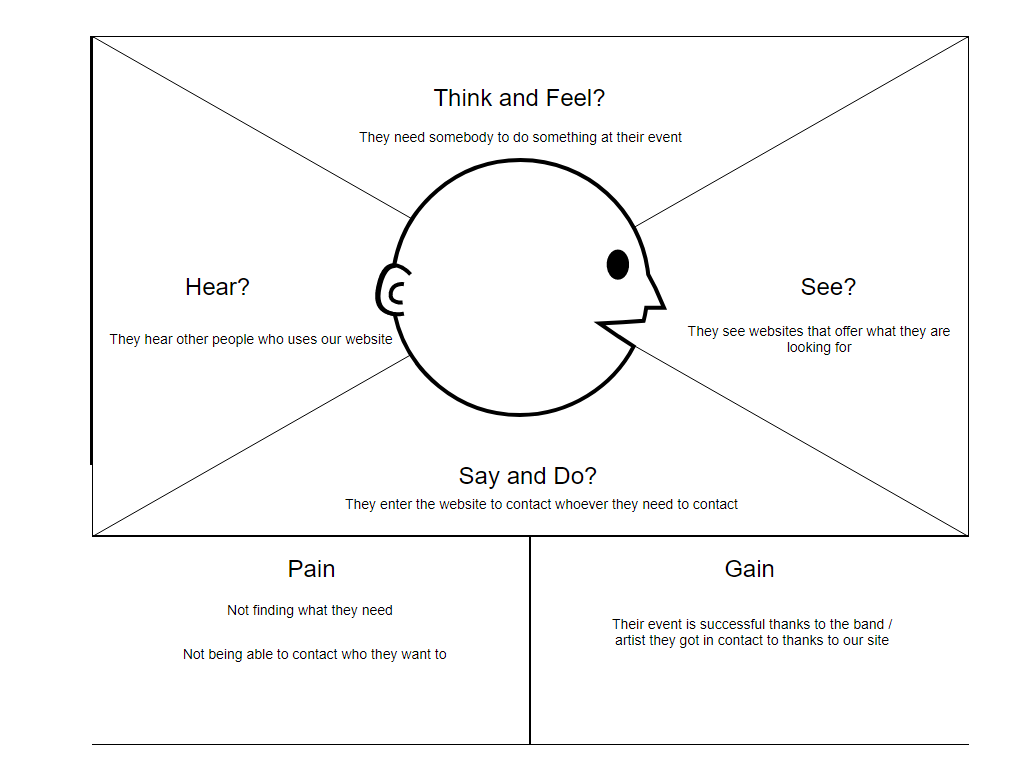 Think and Feel?
They need somebody to do something at their event
Hear?
They hear other people who uses our website
See?
They see websites that offer what they are
looking for
Say and Do?
They enter the website to contact whoever they need to contact
Pain
Not finding what they need
Not being able to contact who they want to
Gain
Their event is successful thanks to the band /
artist they got in contact to thanks to our site